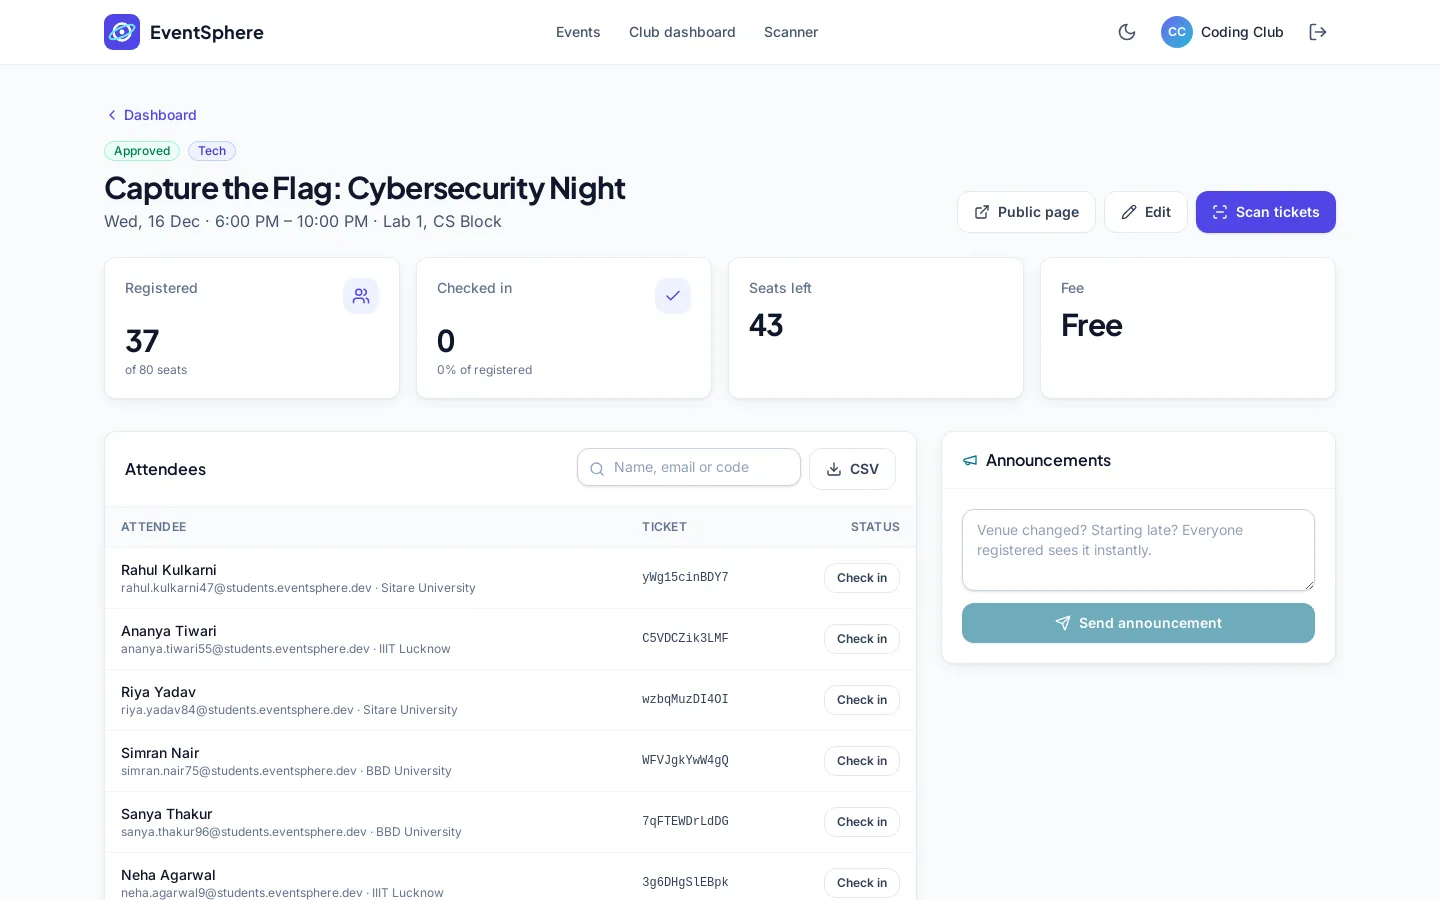 EventSphere
Events
Club dashboard
Scanner
CC
Coding Club
Dashboard
Approved
Tech
Capture the Flag: Cybersecurity Night
Wed, 16 Dec · 6:00 PM – 10:00 PM · Lab 1, CS Block
Public page
Edit
Scan tickets
Registered
37
of 80 seats
Checked in
0
0% of registered
Seats left
43
Fee
Free
Attendees
Name, email or code
CSV
ATTENDEE
TICKET
STATUS
Rahul Kulkarni
rahul.kulkarni47@students.eventsphere.dev · Sitare University
yWg15cinBDY7
Check in
Ananya Tiwari
ananya.tiwari55@students.eventsphere.dev · IIIT Lucknow
C5VDCZik3LMF
Check in
Riya Yadav
riya.yadav84@students.eventsphere.dev · Sitare University
wzbqMuzDI4OI
Check in
Simran Nair
simran.nair75@students.eventsphere.dev · BBD University
WFVJgkYwW4gQ
Check in
Sanya Thakur
sanya.thakur96@students.eventsphere.dev · BBD University
7qFTEWDrLdDG
Check in
Neha Agarwal
neha.agarwal9@students.eventsphere.dev · IIIT Lucknow
3g6DHgSlEBpk
Check in
Announcements
Venue changed? Starting late? Everyone
registered sees it instantly.
Send announcement